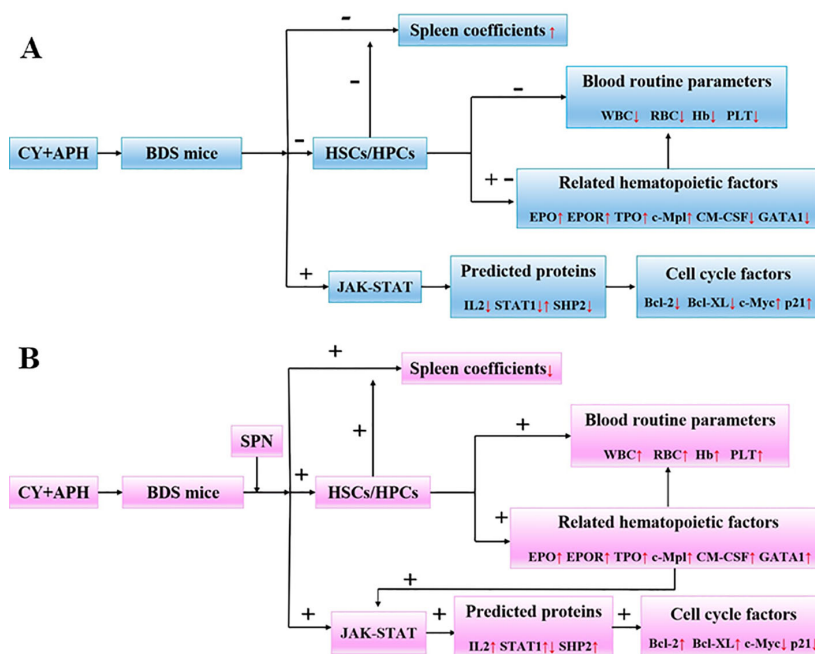 A
-
Spleen coefficients ↑
-
Blood routine parameters
WBC↓ RBC↓ Hb↓ PLT↓
-
CY+APH
BDS mice
-
HSCs/HPCs
+ -
Related hematopoietic factors
EPO↑ EPOR↑ TPO↑ c-Mpl↑ CM-CSF↓ GATA1↓
+
JAK-STAT
Predicted proteins
IL2↓ STAT1↓↑ SHP2↓
Cell cycle factors
Bcl-2↓ Bcl-XL↓ c-Myc↑ p21↑
B
+
Spleen coefficients↓
+
SPN
Blood routine parameters
WBC↑ RBC↑ Hb↑ PLT↑
+
CY+APH
BDS mice
+
HSCs/HPCs
+
Related hematopoietic factors
EPO↑ EPOR↑ TPO↑ c-Mpl↑ CM-CSF↑ GATA1↑
+
+
JAK-STAT
+
Predicted proteins
IL2↑ STAT1↑↓ SHP2↑
+
Cell cycle factors
Bcl-2↑ Bcl-XL↑ c-Myc↓ p21↓